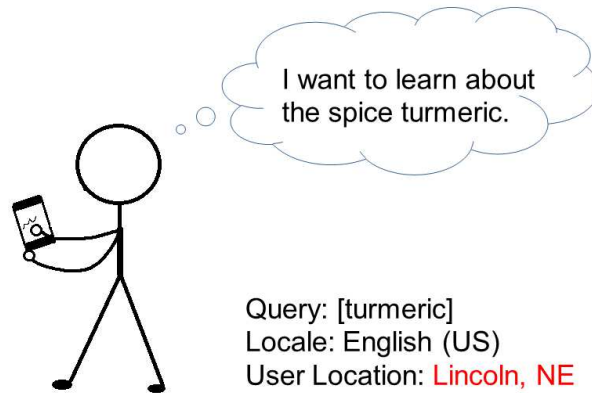 I want to learn about
the spice turmeric.
Query: [turmeric]
Locale: English (US)
User Location: Lincoln, NE